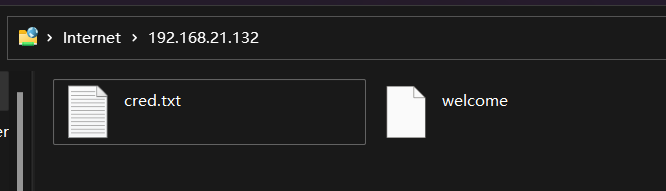 Internet > 192.168.21.132
cred.txt
welcome
er